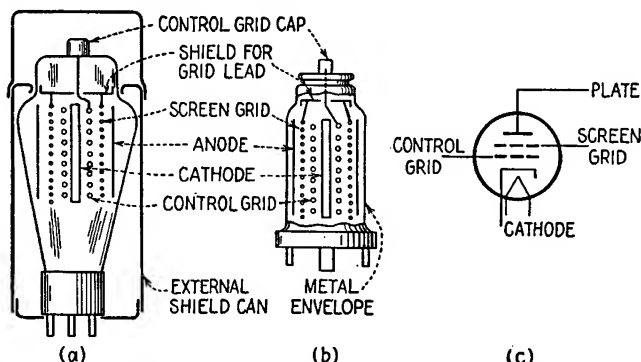 CONTROL GRID CAP
SHIELD FOR
GRID LEAD
SCREEN GRID
ANODE
CATHODE
CONTROL GRID
EXTERNAL
SHIELD CAN
METAL
ENVELOPE
PLATE
CONTROL
GRID
SCREEN
GRID
CATHODE
(a)
(b)
(c)